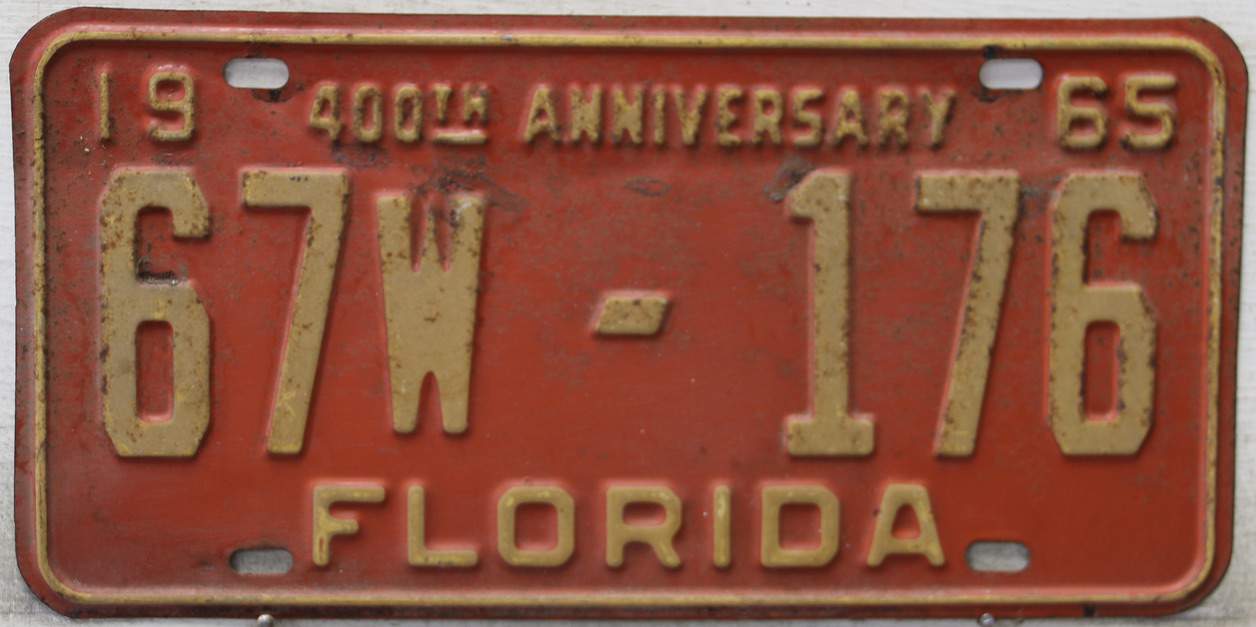 19 400TH ANNIVERSARY 65
67W - 176
FLORIDA